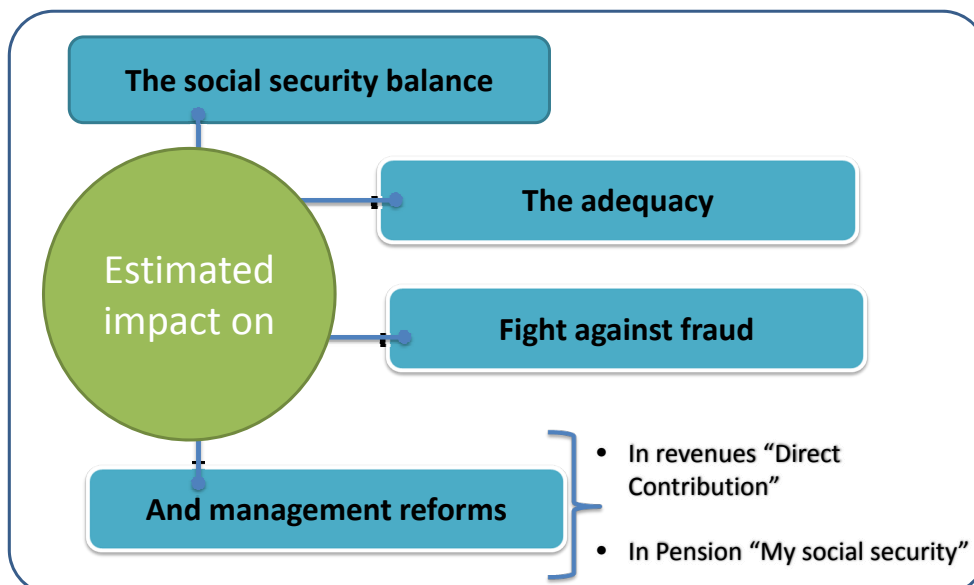 The social security balance
The adequacy
Estimated
impact on
Fight against fraud
And management reforms
• In revenues “Direct
Contribution”
• In Pension “My social security”